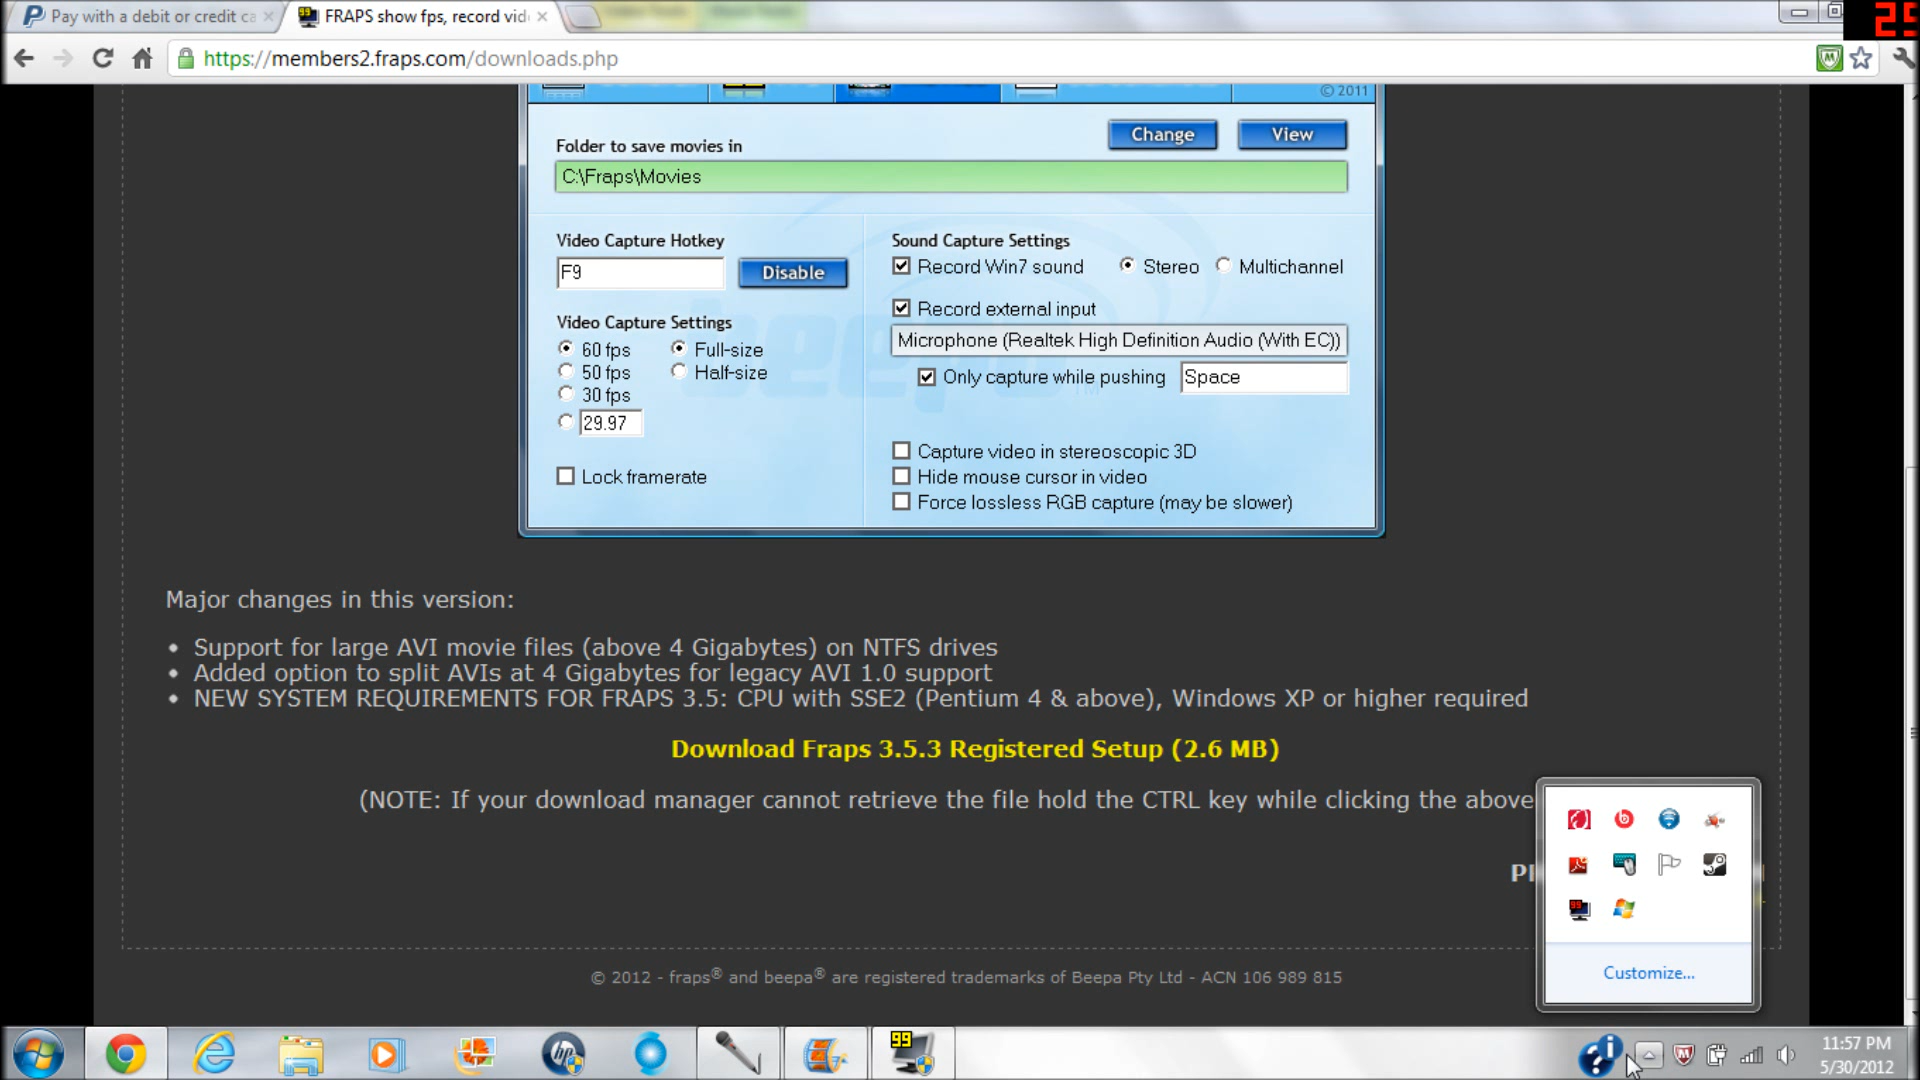 Pay with a debit or credit ca
FRAPS show fps, record vid
https://members2.fraps.com/downloads.php
© 2011
Folder to save movies in
Change
View
C:\Fraps\Movies
Video Capture Hotkey
F9
Disable
Sound Capture Settings
Record Win7 sound
Stereo
Multichannel
Record external input
Microphone (Realtek High Definition Audio (With EC))
Only capture while pushing
Space
Video Capture Settings
60 fps
Full-size
50 fps
Half-size
30 fps
29.97
Lock framerate
Capture video in stereoscopic 3D
Hide mouse cursor in video
Force lossless RGB capture (may be slower)
beepa
Major changes in this version:
• Support for large AVI movie files (above 4 Gigabytes) on NTFS drives
• Added option to split AVIs at 4 Gigabytes for legacy AVI 1.0 support
• NEW SYSTEM REQUIREMENTS FOR FRAPS 3.5: CPU with SSE2 (Pentium 4 & above), Windows XP or higher required
Download Fraps 3.5.3 Registered Setup (2.6 MB)
(NOTE: If your download manager cannot retrieve the file hold the CTRL key while clicking the above
© 2012 - fraps® and beepa® are registered trademarks of Beepa Pty Ltd - ACN 106 989 815
Customize...
99
hp
11:57 PM
5/30/2012